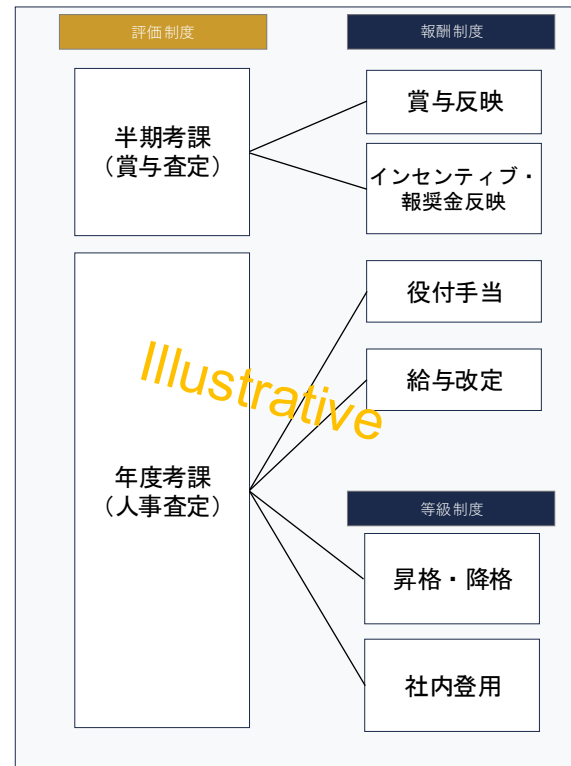 評価制度
報酬制度
半期考課
（賞与査定）
賞与反映
インセンティブ・
報奨金反映
役付手当
給与改定
Illustrative
年度考課
（人事査定）
等級制度
昇格・降格
社内登用